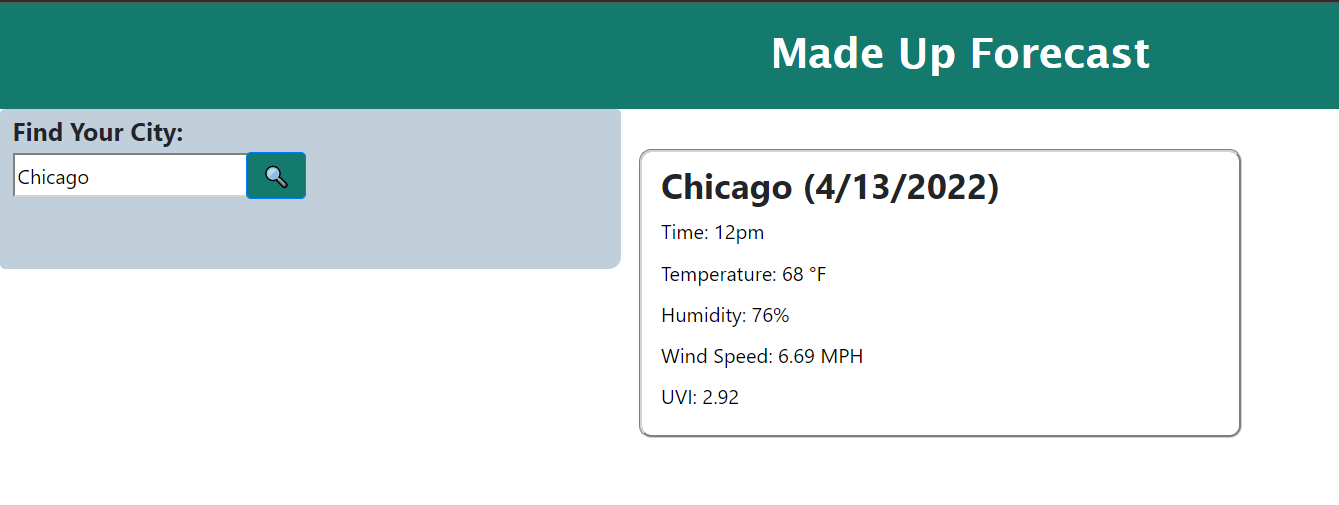 Made Up Forecast
Find Your City:
Chicago
Chicago (4/13/2022)
Time: 12pm
Temperature: 68 °F
Humidity: 76%
Wind Speed: 6.69 MPH
UVI: 2.92